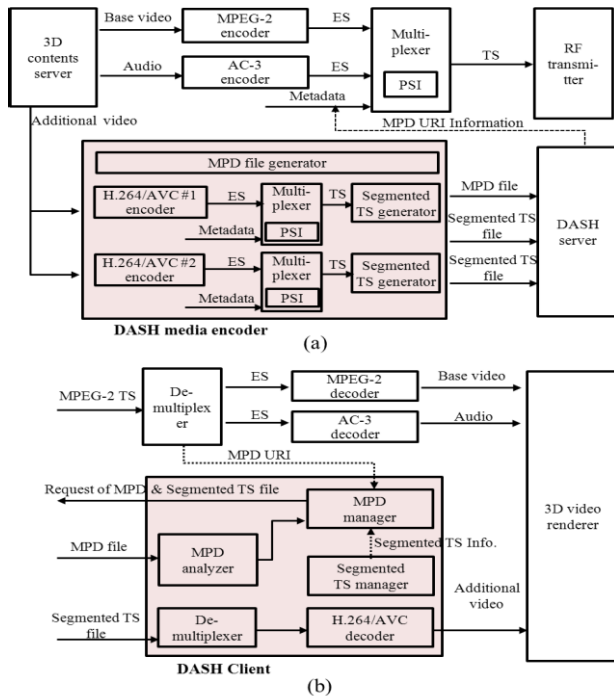 3D
contents
server
Base video
MPEG-2
encoder
ES
Audio
AC-3
encoder
ES
Metadata
Multi-
plexer
PSI
TS
RF
transmi-
tter
Additional video
MPD URI Information
MPD file generator
H.264/AVC #1
encoder
ES
Metadata
Multi-
plexer
PSI
TS
Segmented
TS generator
H.264/AVC #2
encoder
ES
Metadata
Multi-
plexer
PSI
TS
Segmented
TS generator
MPD file
Segmented TS
file
Segmented TS
file
DASH
server
DASH media encoder
(a)
MPEG-2 TS
De-
multiplex
er
ES
MPEG-2
decoder
Base video
ES
AC-3
decoder
Audio
MPD URI
Request of MPD & Segmented TS file
MPD
manager
3D video
renderer
MPD file
MPD
analyzer
Segmented TS Info.
Segmented
TS manager
Segmented TS
file
De-
multiplexer
H.264/AVC
decoder
Additional
video
DASH Client
(b)